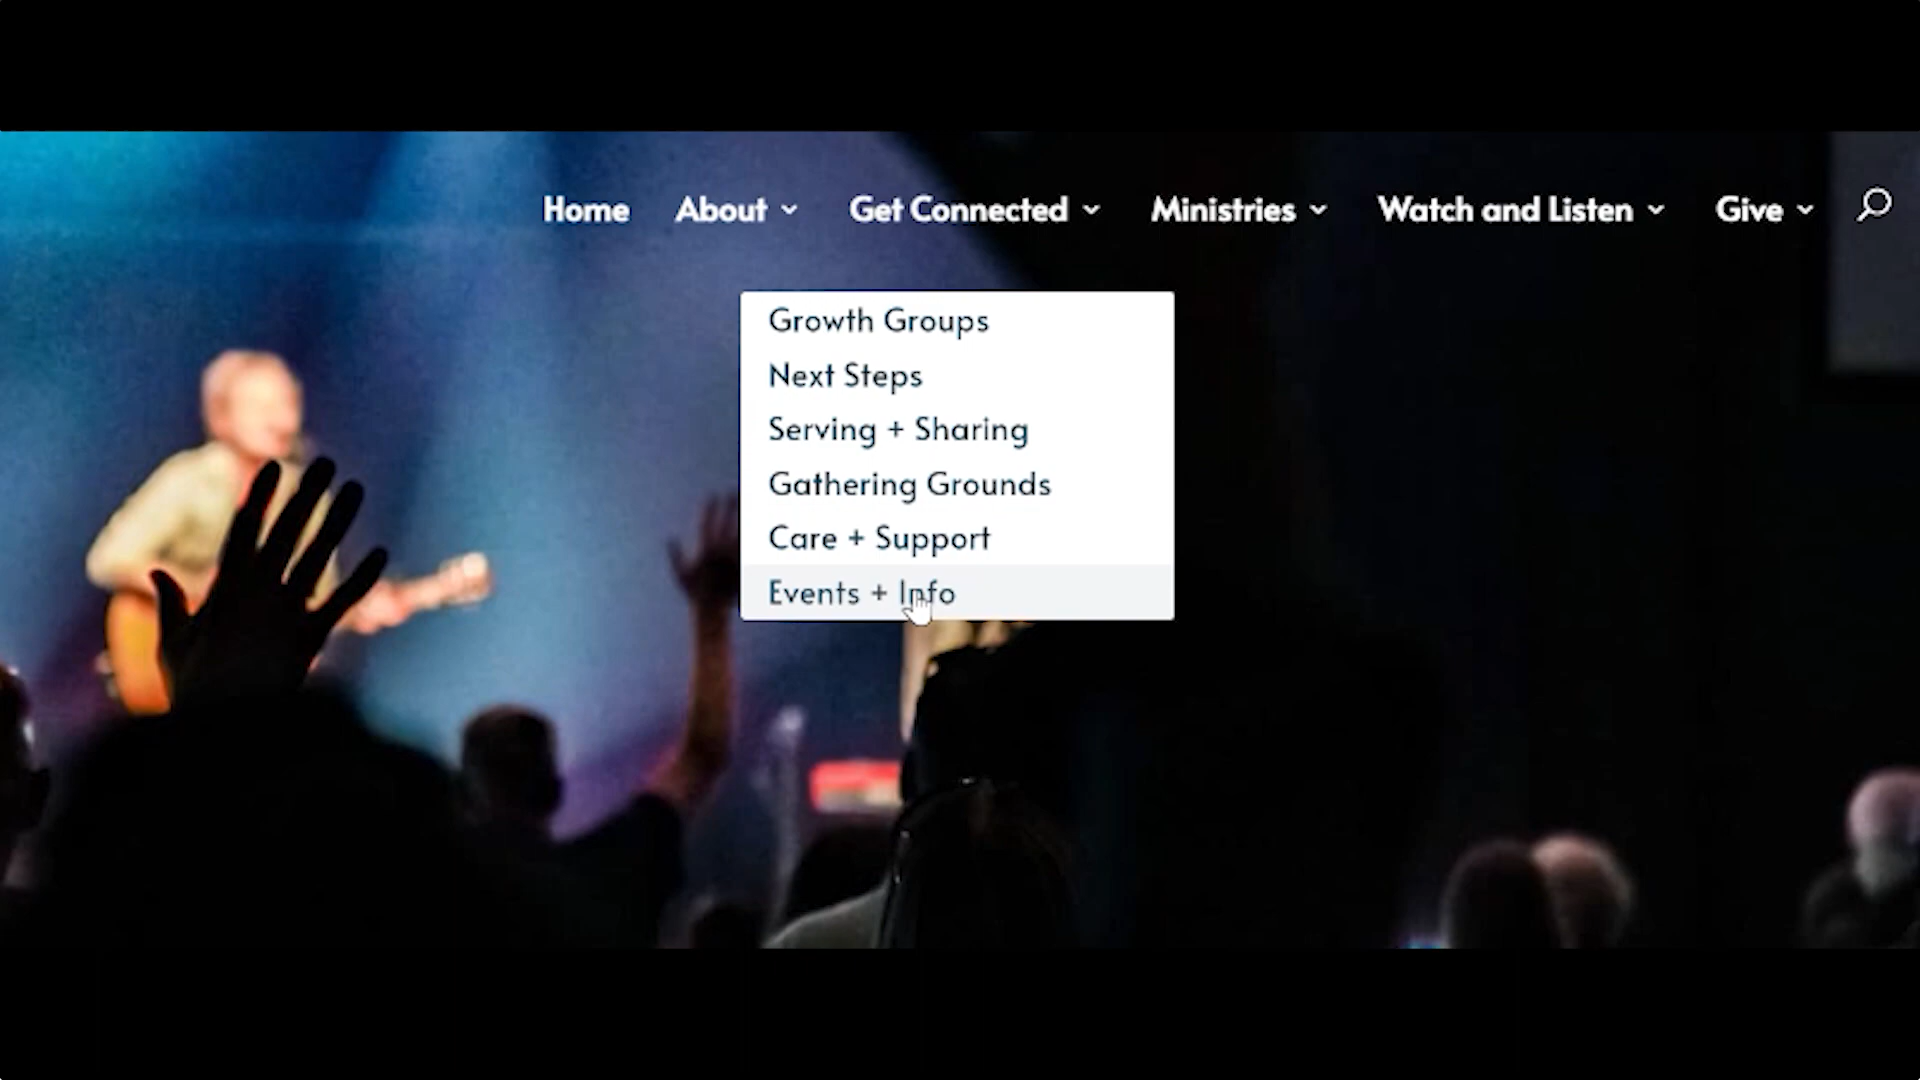 Home About Get Connected Ministries Watch and Listen Give
Growth Groups
Next Steps
Serving + Sharing
Gathering Grounds
Care + Support
Events + Info